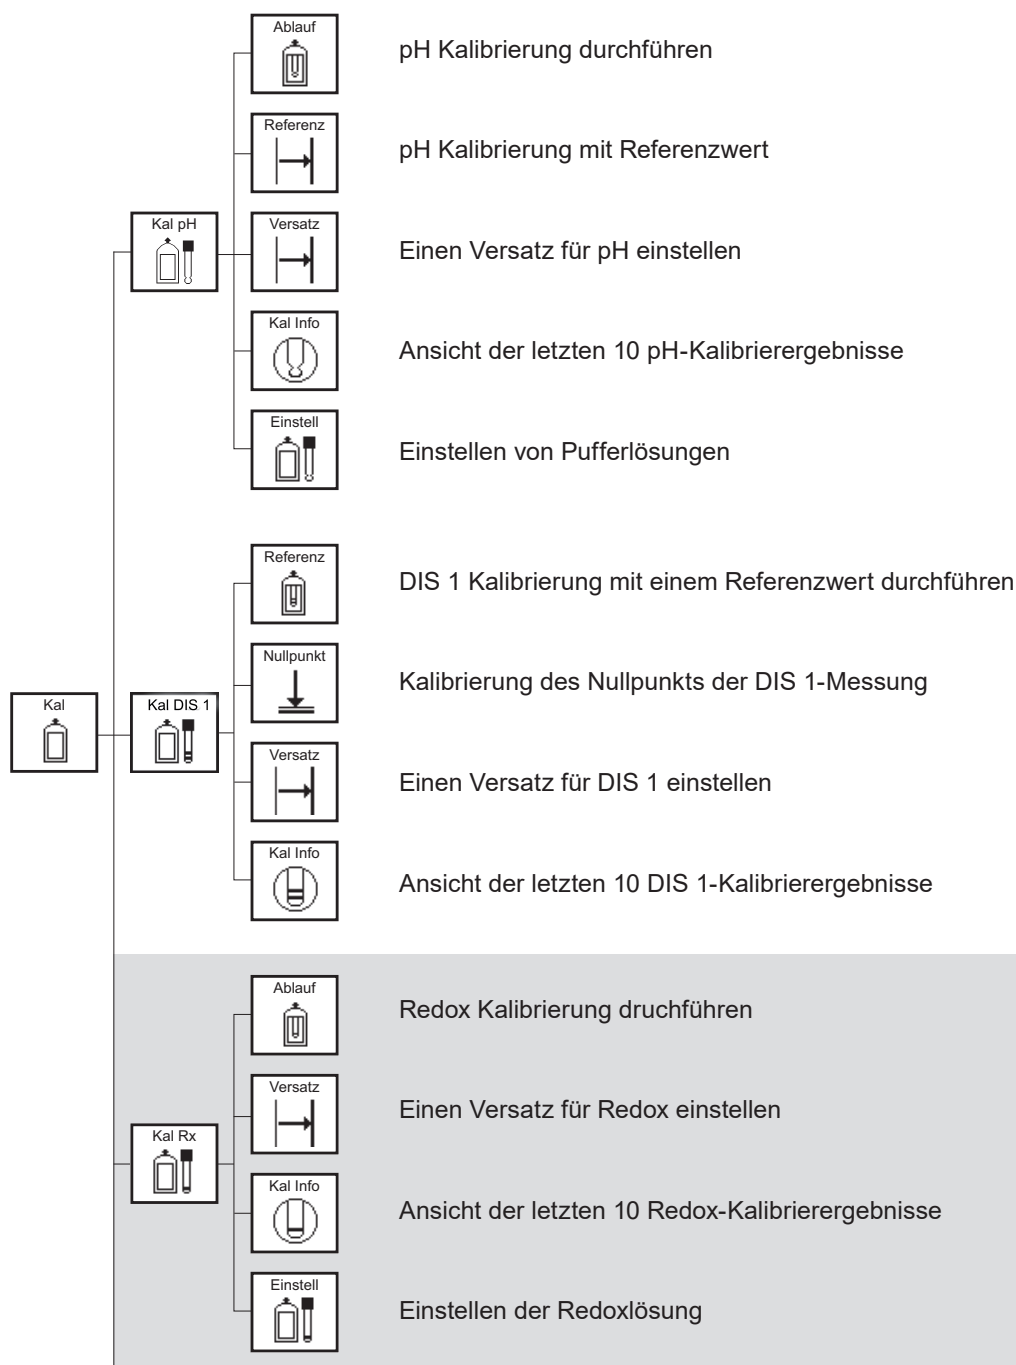 Ablauf
pH Kalibrierung durchführen
Referenz
pH Kalibrierung mit Referenzwert
Kal pH
Versatz
Einen Versatz für pH einstellen
Kal Info
Ansicht der letzten 10 pH-Kalibrierergebnisse
Einstell
Einstellen von Pufferlösungen
Referenz
DIS 1 Kalibrierung mit einem Referenzwert durchführen
Nullpunkt
Kalibrierung des Nullpunkts der DIS 1-Messung
Kal
Kal DIS 1
Versatz
Einen Versatz für DIS 1 einstellen
Kal Info
Ansicht der letzten 10 DIS 1-Kalibrierergebnisse
Ablauf
Redox Kalibrierung druchführen
Versatz
Einen Versatz für Redox einstellen
Kal Rx
Kal Info
Ansicht der letzten 10 Redox-Kalibrierergebnisse
Einstell
Einstellen der Redoxlösung